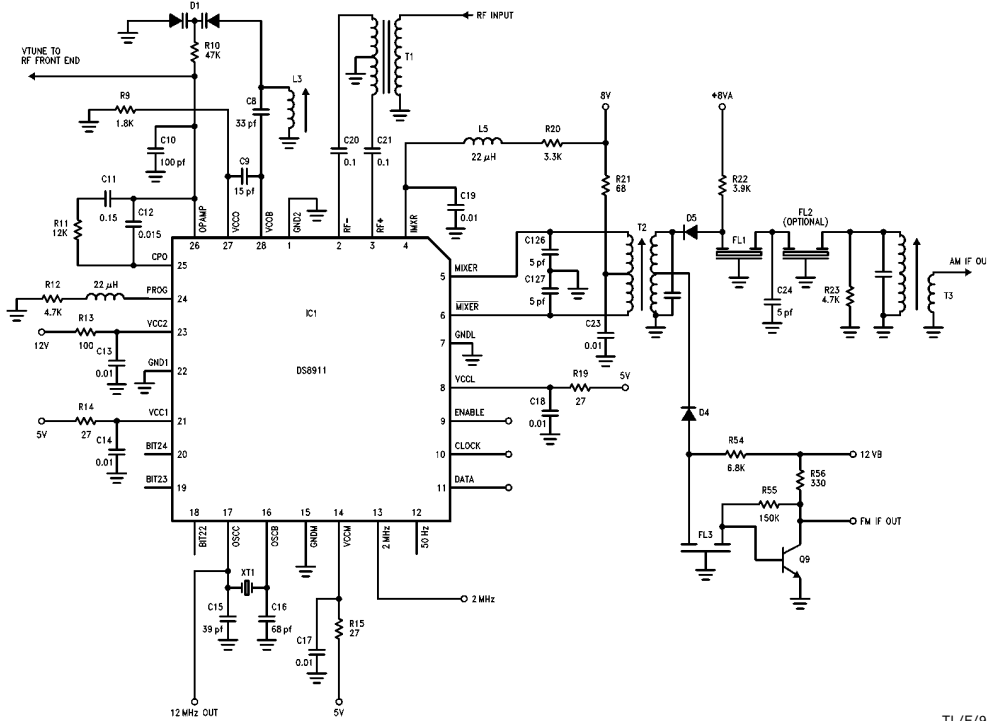 D1
RF INPUT
VTUNE TO
RF FRONT END
R10
47K
T1
L3
R9
1.8K
C8
33 pf
8V
+8VA
C20
0.1
C21
0.1
L5
22 μH
R20
3.3K
C10
100 pf
C9
15 pf
R21
68
R22
3.9K
C11
0.15
C12
0.015
R11
12K
C19
0.01
FL2
(OPTIONAL)
OPAMP
VCCO
VCOB
GND2
RF-
RF+
IMXR
26
27
28
1
2
3
4
T2
D5
FL1
C126
5 pf
25
CPO
5
MIXER
AM IF OU
C127
5 pf
C24
5 pf
R23
4.7K
T3
R12
4.7K
22 μH
PROG
24
IC1
MIXER
6
R13
100
VCC2
23
12V
C23
0.01
GNDL
7
C13
0.01
GND1
22
DS8911
VCCL
8
R19
27
5V
C18
0.01
R14
27
VCC1
21
5V
ENABLE
9
D4
C14
0.01
BIT24
20
CLOCK
10
R54
6.8K
12 VB
R56
330
BIT23
19
DATA
11
R55
150K
FM IF OUT
18
17
16
15
14
13
12
BIT22
OSCC
OSCB
GNDM
VCCM
2 MHz
50 Hz
FL3
Q9
XT1
2 MHz
C15
39 pf
C16
68 pf
C17
0.01
R15
27
12 MHz OUT
5V
TL/F/9